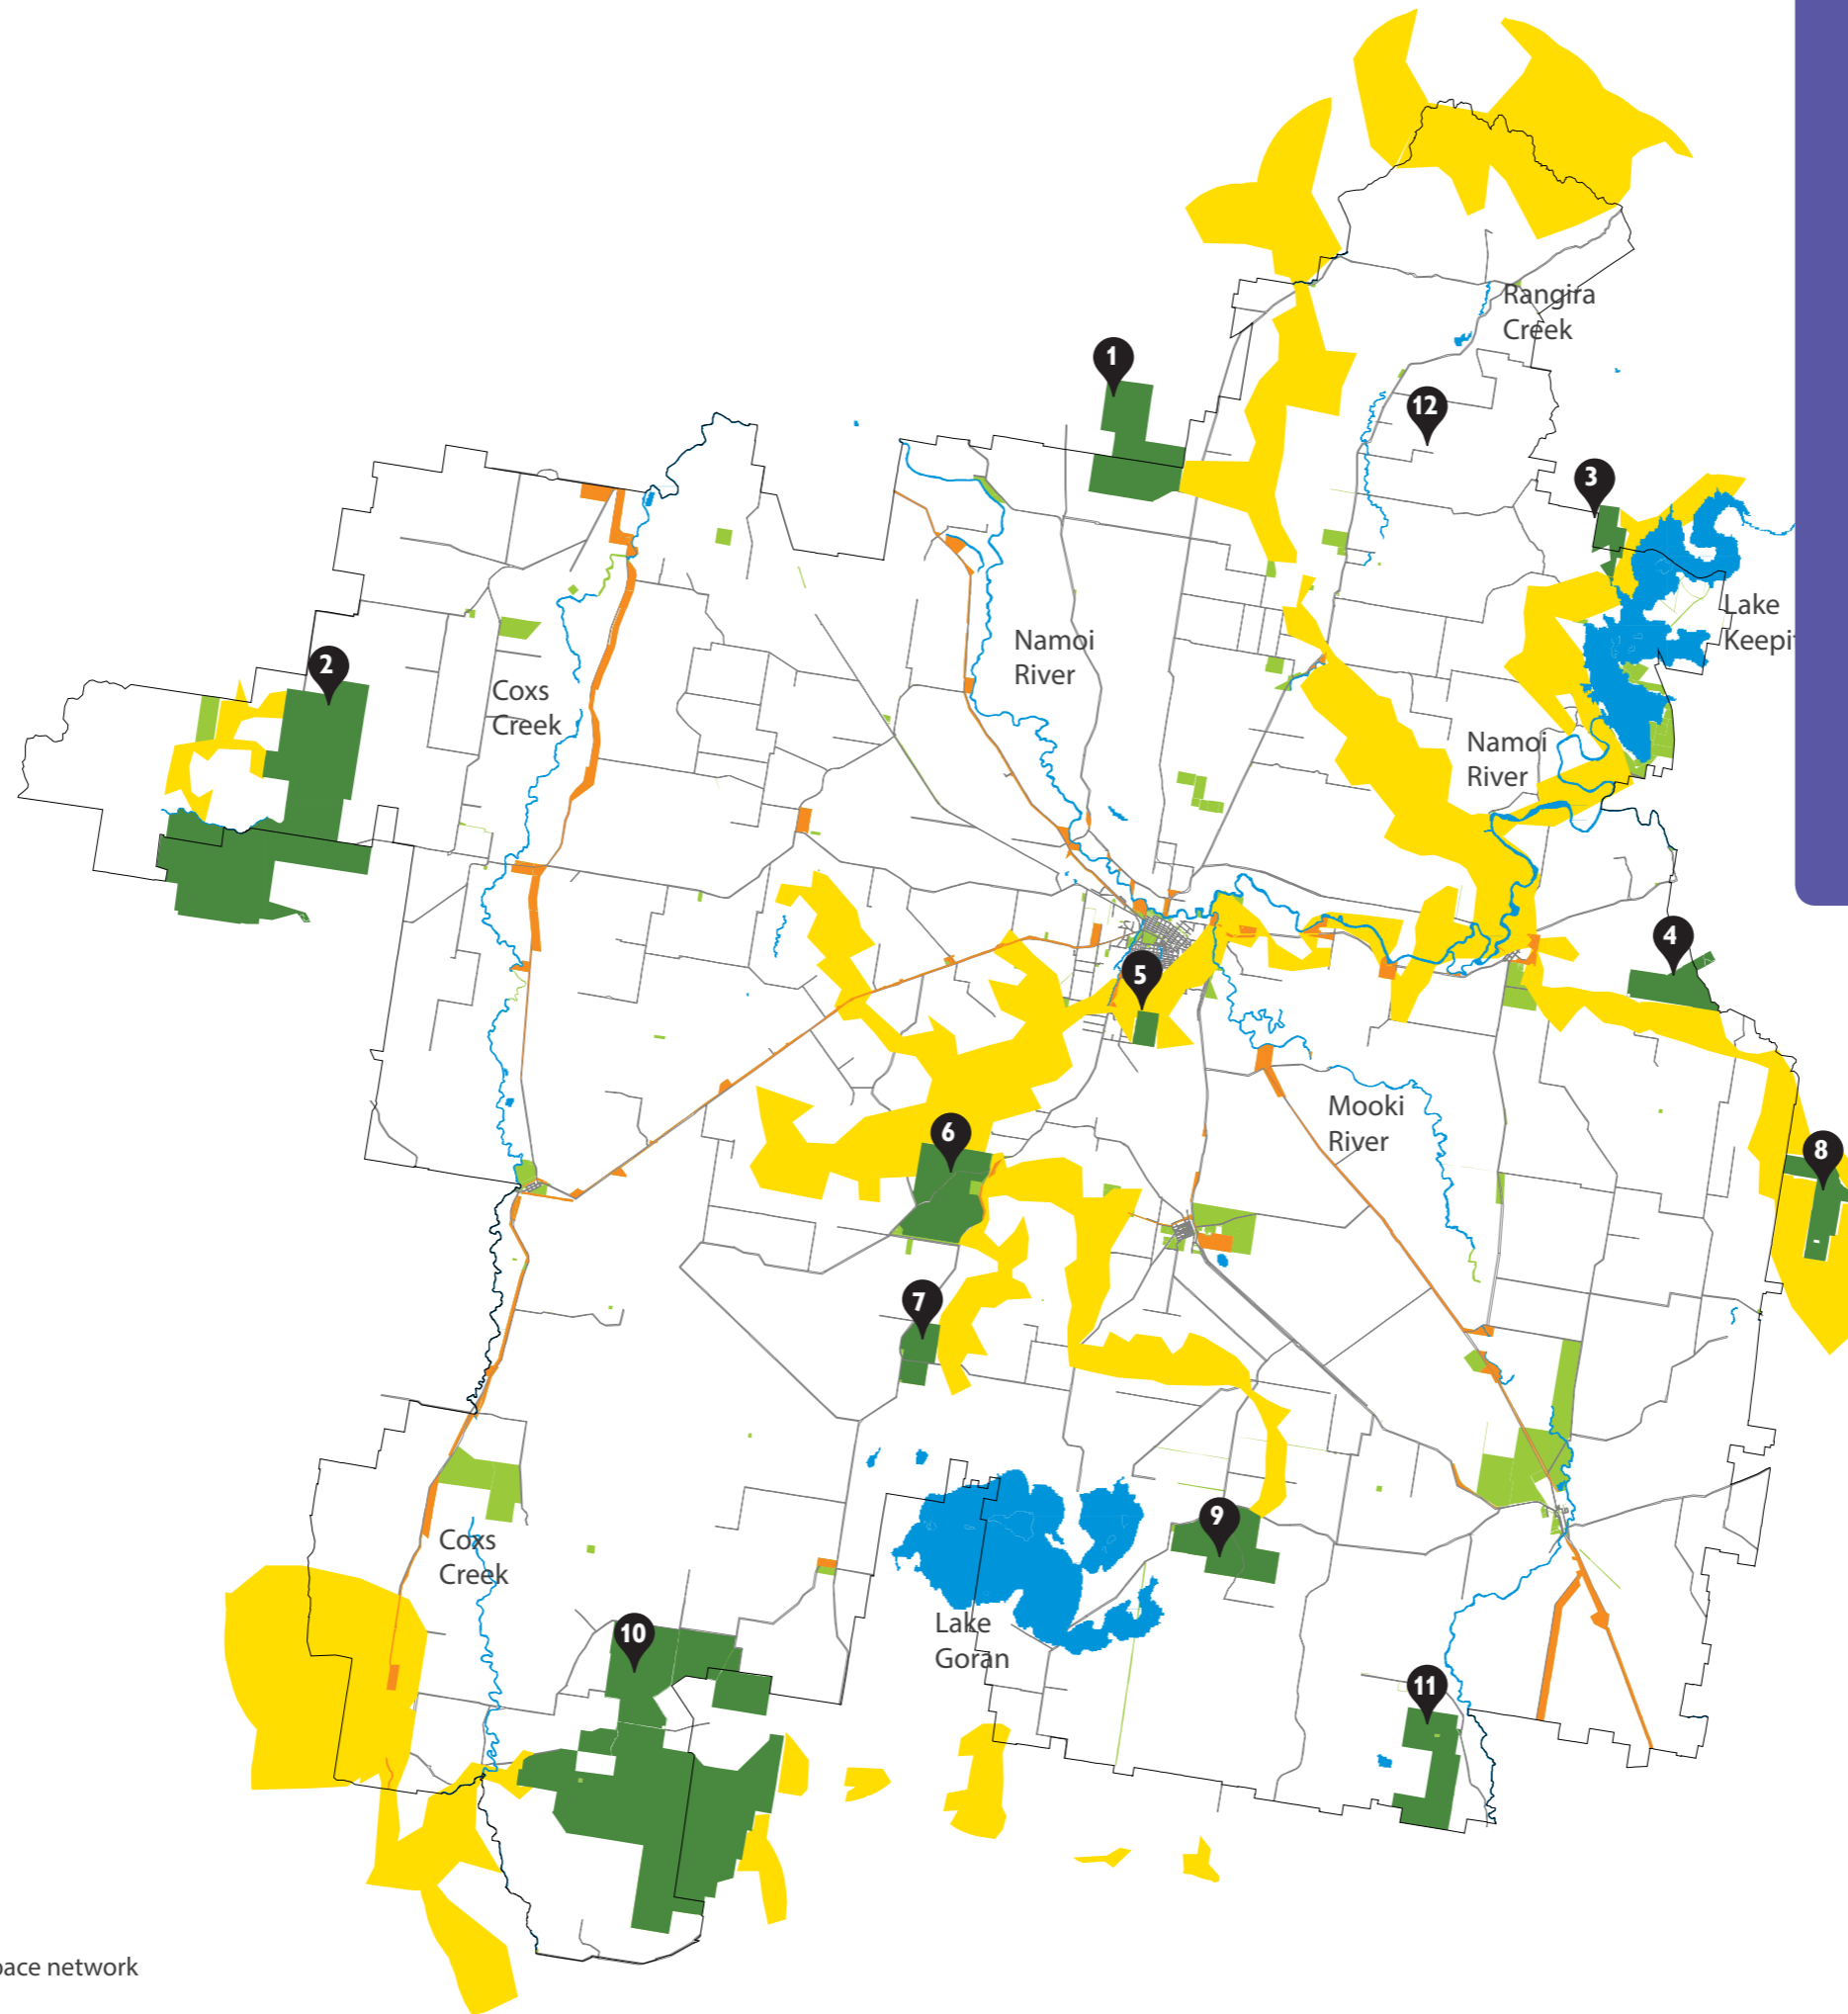 Rangira
Creek
1
12
3
Lake
Keepi
2
Namoi
River
Coxs
Creek
Namoi
River
4
5
Mooki
River
6
8
7
9
Coxs
Creek
Lake
Goran
10
11
pace network